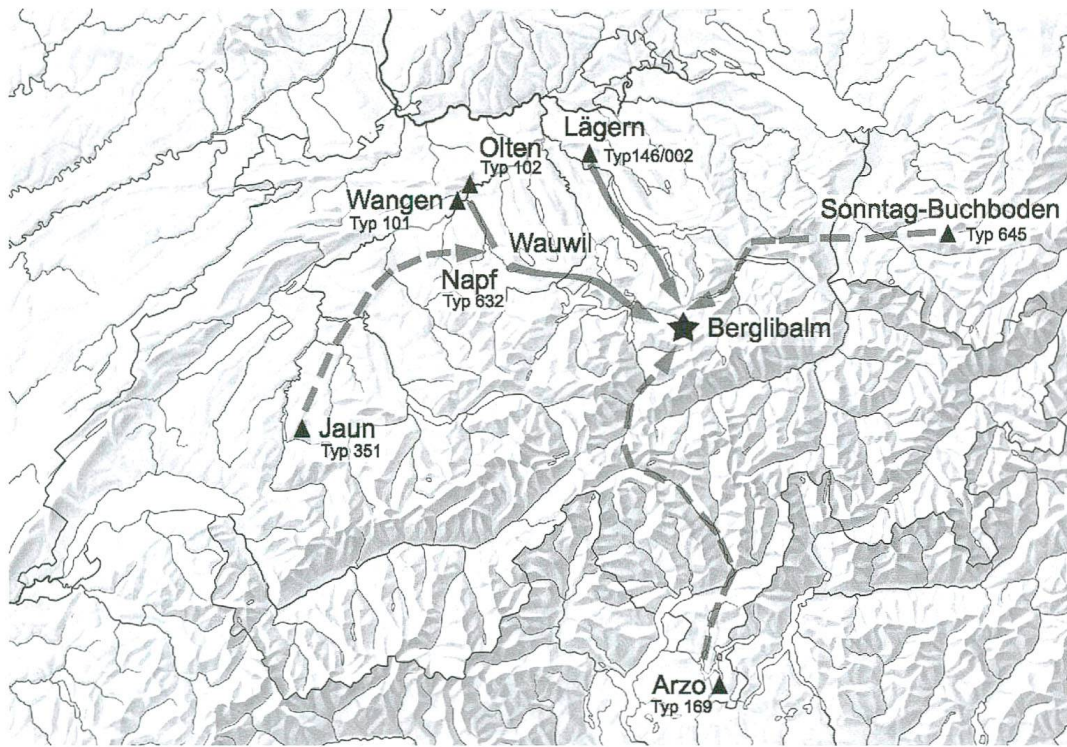 Lägern
Typ146/002
Olten
Typ 102
Wangen
Typ 101
Sonntag-Buchboden
Typ 645
Wauwil
Napf
Typ 632
Berglibalm
Jaun
Typ 351
Arzo
Typ 169